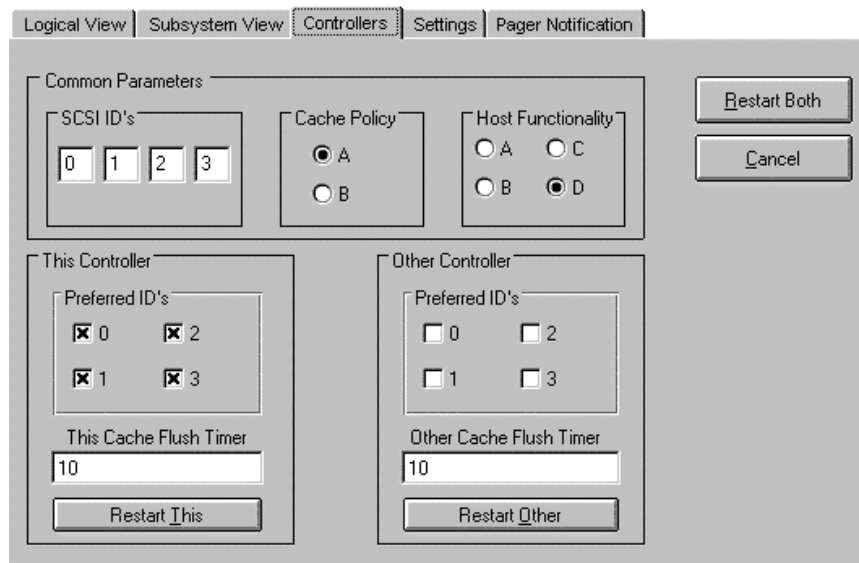 Logical View Subsystem View Controllers Settings Pager Notification
Common Parameters
SCSI ID's Cache Policy Host Functionality
0 1 2 3
A
B
A C
B D
Restart Both
Cancel
This Controller
Preferred ID's
0 2
1 3
This Cache Flush Timer
10
Restart This
Other Controller
Preferred ID's
0 2
1 3
Other Cache Flush Timer
10
Restart Other